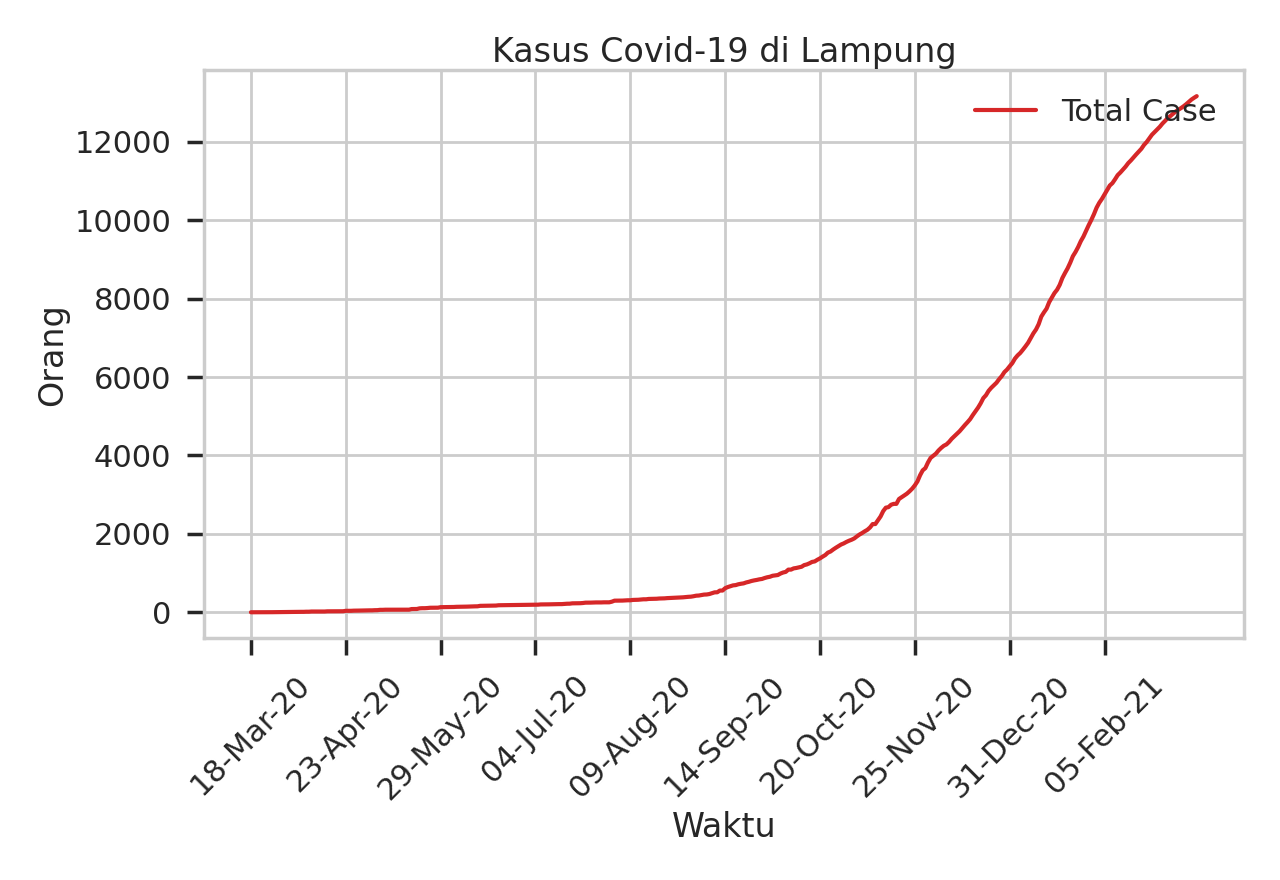 Kasus Covid-19 di Lampung
Total Case
12000
10000
8000
6000
4000
2000
0
Orang
18-Mar-20
23-Apr-20
29-May-20
04-Jul-20
09-Aug-20
14-Sep-20
20-Oct-20
25-Nov-20
31-Dec-20
05-Feb-21
Waktu